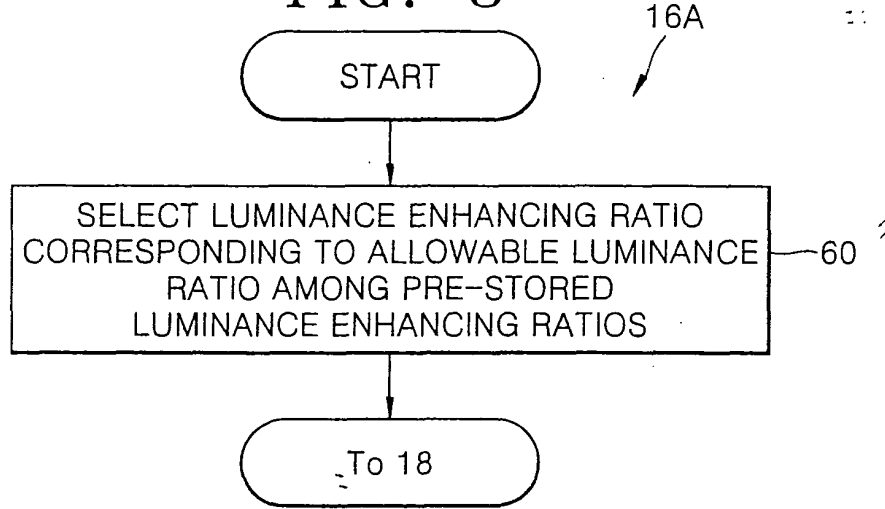 16A
START
SELECT LUMINANCE ENHANCING RATIO
CORRESPONDING TO ALLOWABLE LUMINANCE
RATIO AMONG PRE-STORED
LUMINANCE ENHANCING RATIOS
60
To 18